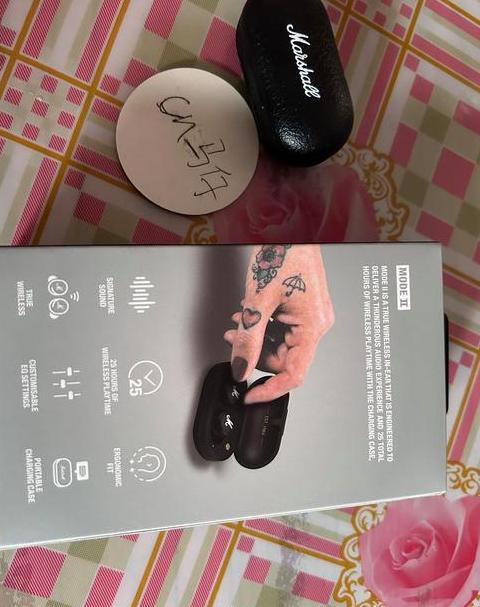 Marshall
MODE II
MODE II IS A TRUE WIRELESS IN-EAR THAT IS ENGINEERED TO
DELIVER A THUNDEROUS AUDIO EXPERIENCE AND 25 TOTAL
HOURS OF WIRELESS PLAYTIME WITH THE CHARGING CASE.
SIGNATURE
SOUND
25
25 HOURS OF
WIRELESS PLAYTIME
ERGONOMIC
FIT
TRUE
WIRELESS
CUSTOMISABLE
EQ SETTINGS
PORTABLE
CHARGING CASE